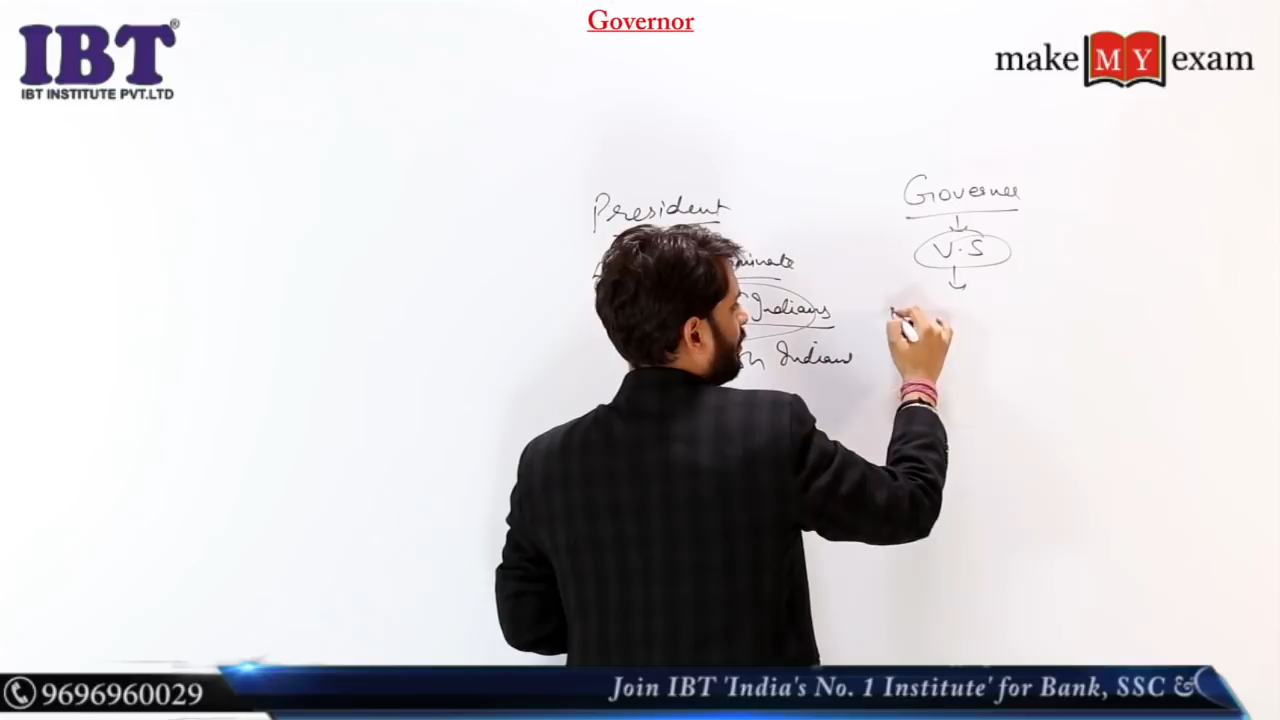 Governor
IBT®
IBT INSTITUTE PVT.LTD
make MY exam
President
Governer
V.S
Indians
Indians
9696960029
Join IBT 'India's No. 1 Institute' for Bank, SSC &